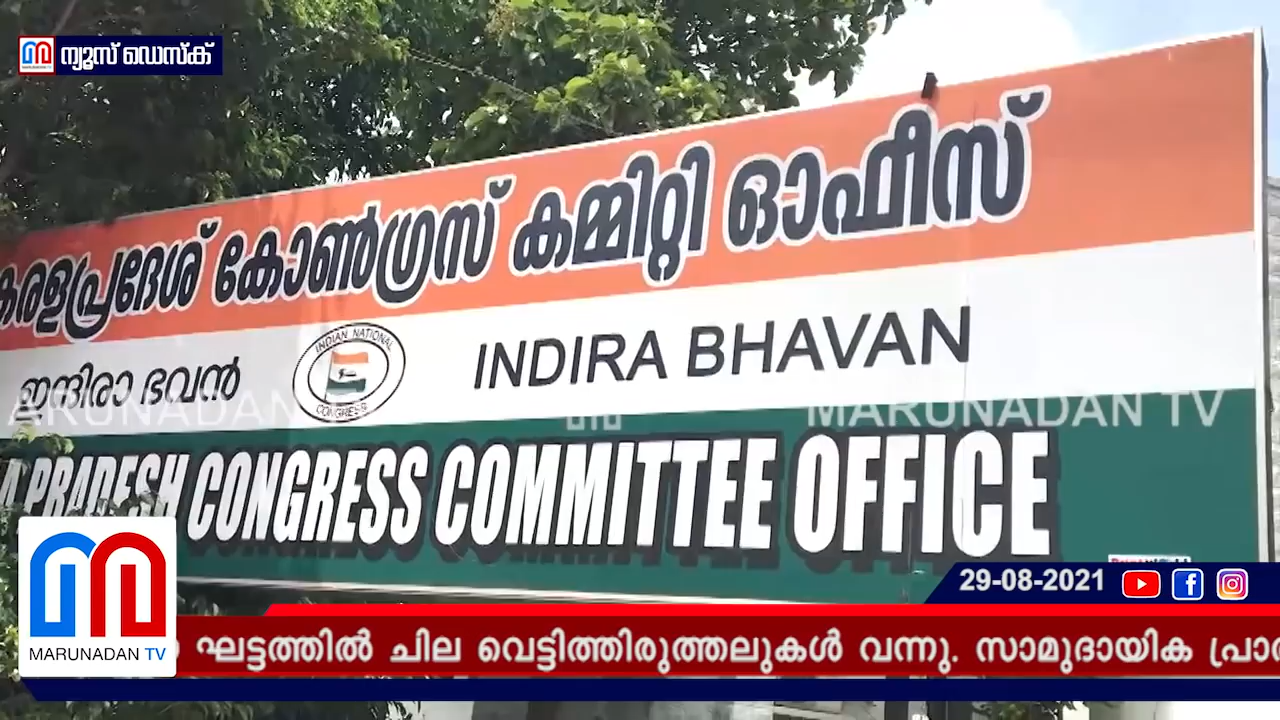 ന്യൂസ് ഡെസ്ക്
കേരളപ്രദേശ് കോൺഗ്രസ് കമ്മിറ്റി ഓഫീസ്
ഇന്ദിരാ ഭവൻ
INDIAN NATIONAL
CONGRESS
INDIRA BHAVAN
ARUNADAN
MARUNADAN TV
PRADESH CONGRESS COMMITTEE OFFICE
29-08-2021
MARUNADAN TV
ഘട്ടത്തിൽ ചില വെട്ടിത്തിരുത്തലുകൾ വന്നു. സാമുദായിക